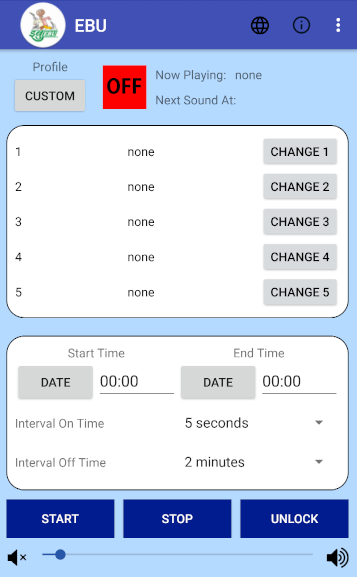 EBU
Profile
CUSTOM
OFF
Now Playing: none
Next Sound At:
1 none CHANGE 1
2 none CHANGE 2
3 none CHANGE 3
4 none CHANGE 4
5 none CHANGE 5
Start Time End Time
DATE 00:00 DATE 00:00
Interval On Time 5 seconds
Interval Off Time 2 minutes
START STOP UNLOCK